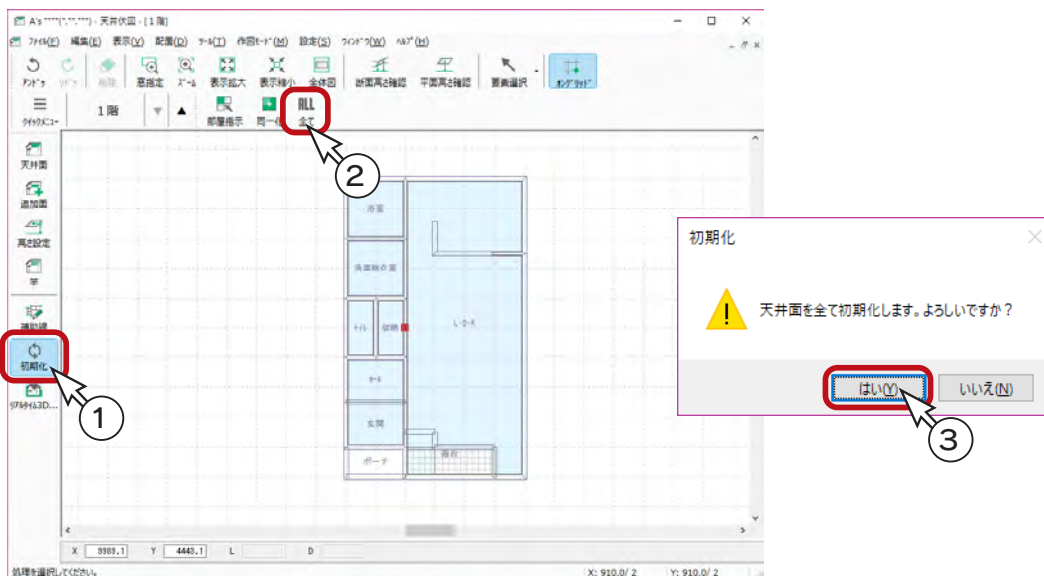 A's ****(*.**.***) - 天井伏図 - [1 階]
ﾌｧｲﾙ(F) 編集(E) 表示(V) 配置(D) ﾂｰﾙ(T) 作図ﾓｰﾄﾞ(M) 設定(S) ｳｨﾝﾄﾞｳ(W) ﾍﾙﾌﾟ(H)
ｱﾝﾄﾞｩ ﾘﾄﾞｩ 削除 窓指定 ｽﾞｰﾑ 表示拡大 表示縮小 全体図 断面高さ確認 平面高さ確認 要素選択 ｵﾝｸﾞﾘｯﾄﾞ
ｸｲｯｸﾒﾆｭｰ 1 階 ▼ ▲ 部屋指示 同一化 ALL 全て
②
天井面
追加面
高さ設定
竿
補助線
初期化
①
ﾘｱﾙﾀｲﾑ3D...
浴室
洗面脱衣室
ﾄｲﾚ 収納 L・D・K
ﾎｰﾙ
玄関
ポーチ 階段
初期化
天井面を全て初期化します。よろしいですか？
はい(Y) いいえ(N)
③
X 9983.1 Y 4443.1 L D
処理を選択してください。 X: 910.0/ 2 Y: 910.0/ 2